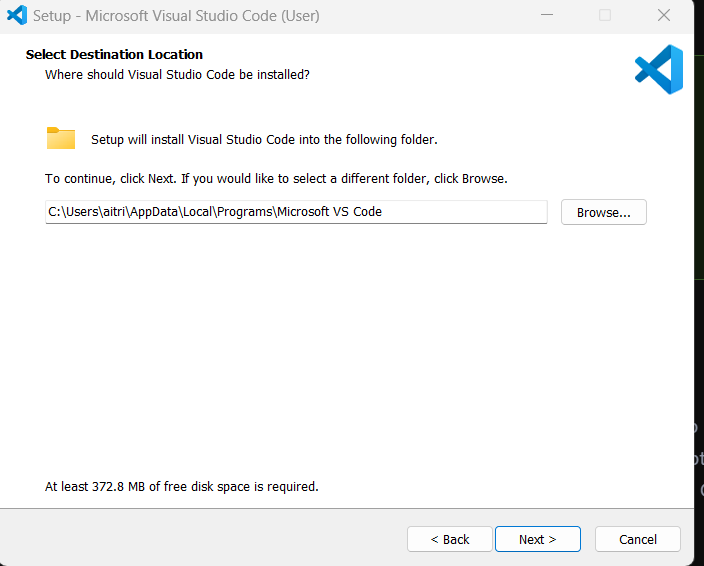 Setup - Microsoft Visual Studio Code (User)
Select Destination Location
Where should Visual Studio Code be installed?
Setup will install Visual Studio Code into the following folder.
To continue, click Next. If you would like to select a different folder, click Browse.
C:\Users\aitri\AppData\Local\Programs\Microsoft VS Code
Browse...
At least 372.8 MB of free disk space is required.
< Back
Next >
Cancel